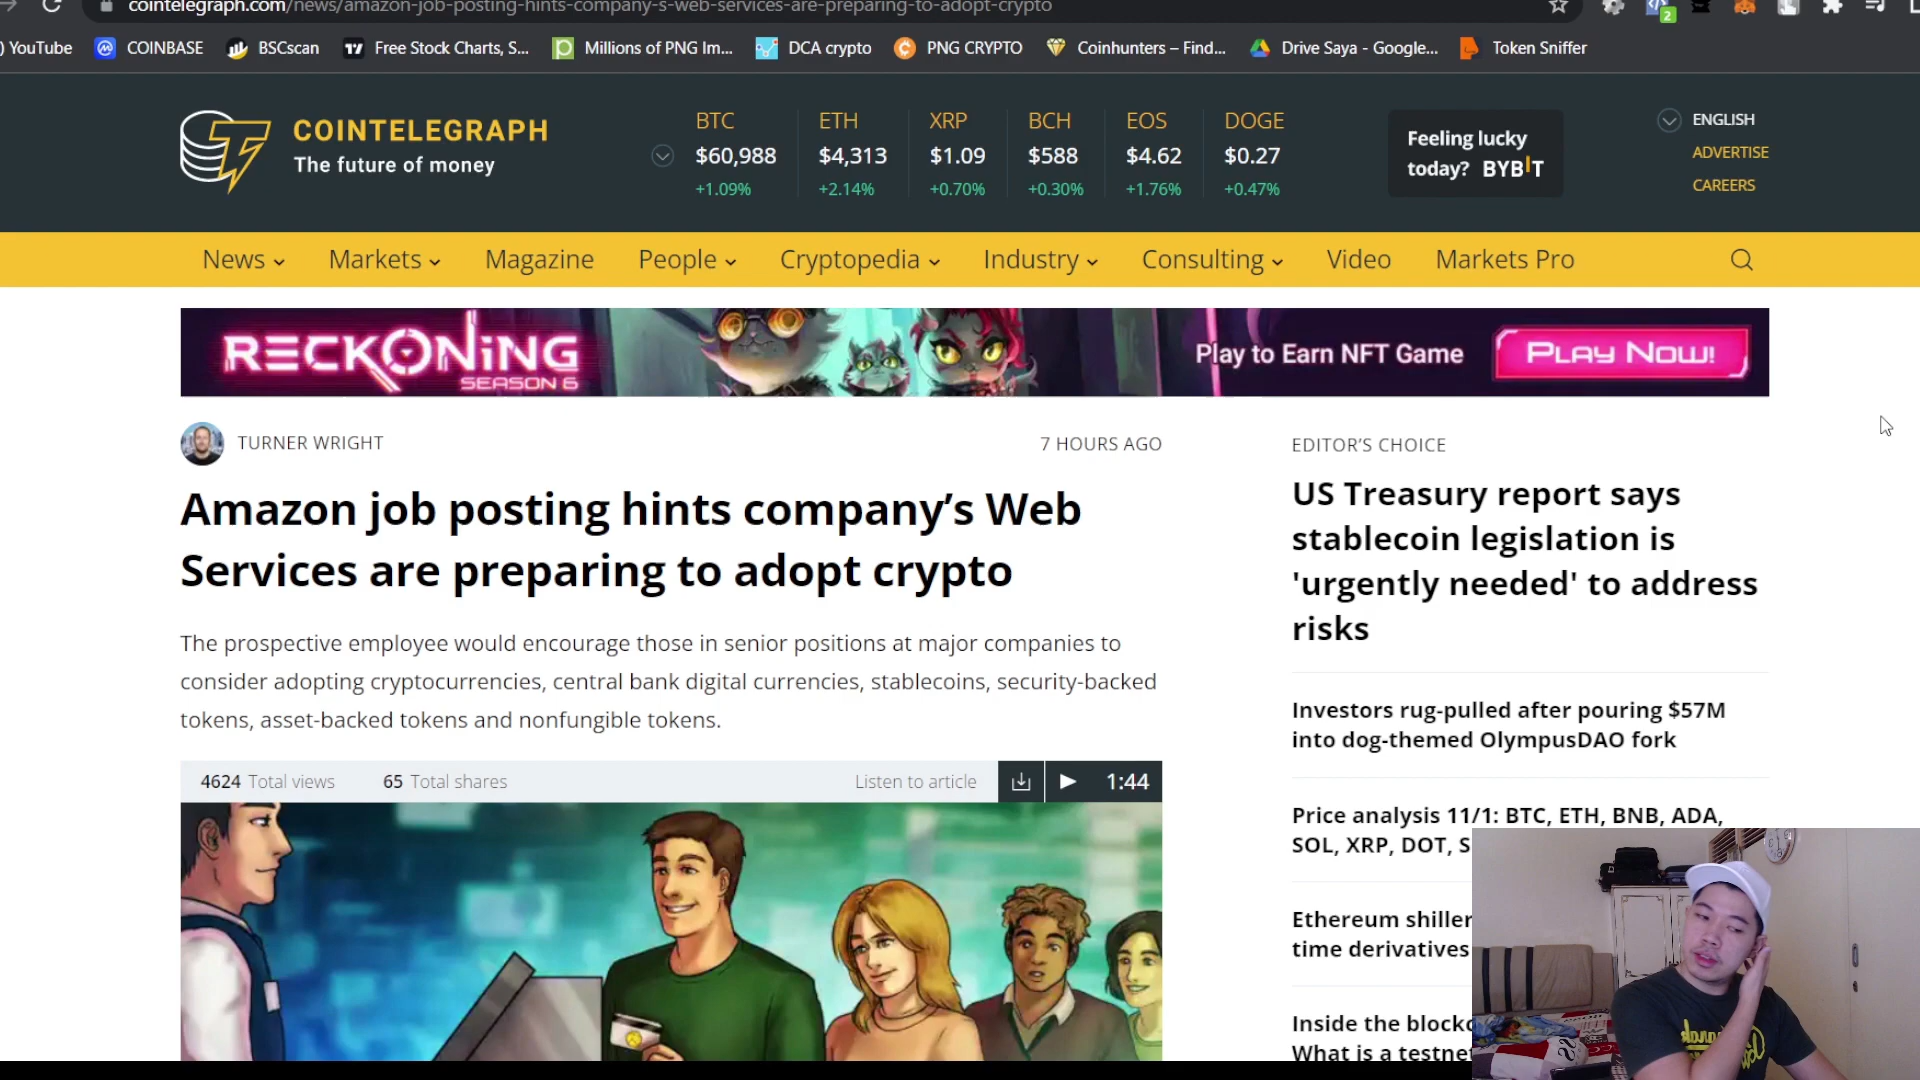 cointelegraph.com/news/amazon-job-posting-hints-company-s-web-services-are-preparing-to-adopt-crypto
2
YouTube
COINBASE
BSCscan
Free Stock Charts, S...
Millions of PNG Im...
DCA crypto
PNG CRYPTO
Coinhunters – Find...
Drive Saya - Google...
Token Sniffer
COINTELEGRAPH
The future of money
BTC
$60,988
+1.09%
ETH
$4,313
+2.14%
XRP
$1.09
+0.70%
BCH
$588
+0.30%
EOS
$4.62
+1.76%
DOGE
$0.27
+0.47%
Feeling lucky
today? BYBIT
ENGLISH
ADVERTISE
CAREERS
News
Markets
Magazine
People
Cryptopedia
Industry
Consulting
Video
Markets Pro
RECKONiNG
SEASON 6
Play to Earn NFT Game
PLAY NOW!
TURNER WRIGHT
7 HOURS AGO
Amazon job posting hints company’s Web
Services are preparing to adopt crypto
The prospective employee would encourage those in senior positions at major companies to
consider adopting cryptocurrencies, central bank digital currencies, stablecoins, security-backed
tokens, asset-backed tokens and nonfungible tokens.
4624 Total views
65 Total shares
Listen to article
1:44
EDITOR’S CHOICE
US Treasury report says
stablecoin legislation is
'urgently needed' to address
risks
Investors rug-pulled after pouring $57M
into dog-themed OlympusDAO fork
Price analysis 11/1: BTC, ETH, BNB, ADA,
SOL, XRP, DOT, S
Ethereum shiller
time derivatives
Inside the blockc
What is a testnet